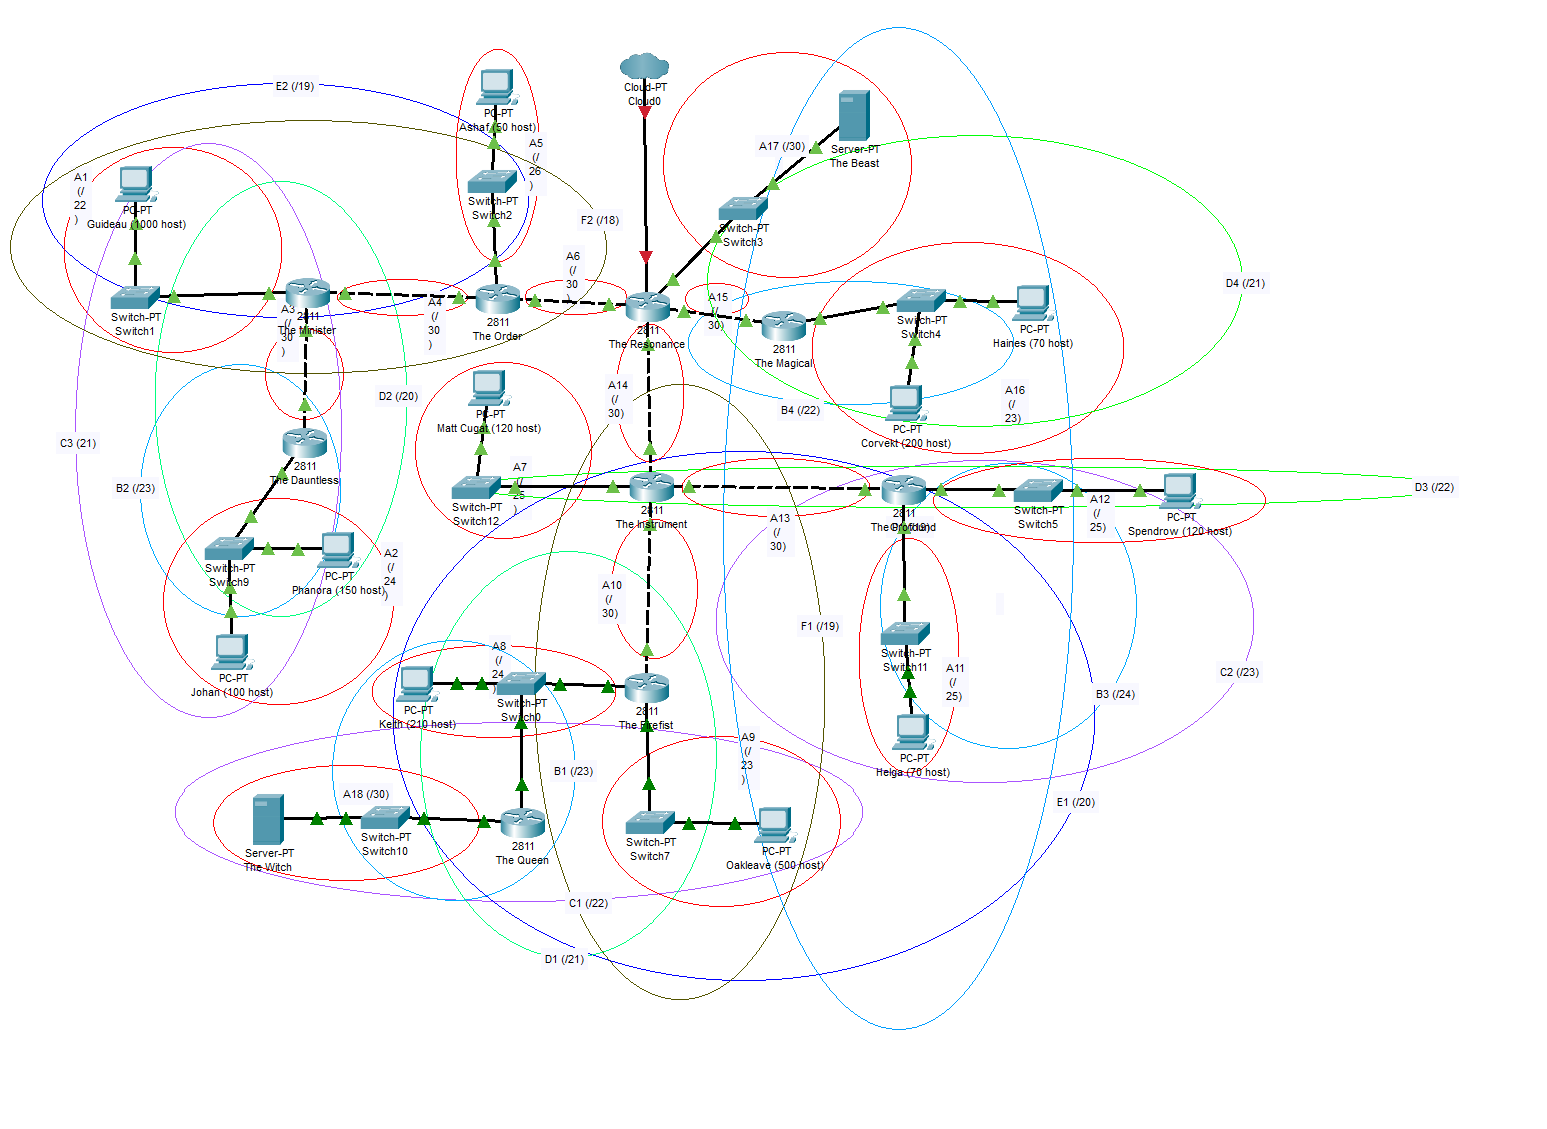 Cloud-PT
Cloud0
E2 (/19)
PC-PT
Ashaf (50 host)
A5
(/
26
)
A17 (/30)
Server-PT
The Beast
A1
(/
22
)
PC-PT
Guideau (1000 host)
Switch-PT
Switch2
F2 (/18)
Switch-PT
Switch3
A6
(/
30
)
D4 (/21)
A15
(/
30)
A4
(/
30
)
A3
(/
30
)
Switch-PT
Switch1
2811
The Minister
2811
The Order
2811
The Resonance
2811
The Magical
Switch-PT
Switch4
PC-PT
Haines (70 host)
A14
(/
30)
D2 (/20)
B4 (/22)
A16
(/
23)
PC-PT
Matt Cugat (120 host)
PC-PT
Corvekt (200 host)
C3 (21)
2811
The Dauntless
B2 (/23)
A7
(/
25
)
Switch-PT
Switch12
2811
The Instrument
A13
(/
30)
2811
The Profound
Switch-PT
Switch5
A12
(/
25)
PC-PT
Spendrow (120 host)
D3 (/22)
Switch-PT
Switch9
PC-PT
Phanora (150 host)
A2
(/
24
)
A10
(/
30)
F1 (/19)
Switch-PT
Switch11
A11
(/
25)
C2 (/23)
B3 (/24)
PC-PT
Johan (100 host)
A8
(/
24
)
PC-PT
Keith (210 host)
Switch-PT
Switch0
2811
A9
(/
23
)
PC-PT
Helga (70 host)
B1 (/23)
A18 (/30)
E1 (/20)
Server-PT
The Witch
Switch-PT
Switch10
2811
The Queen
Switch-PT
Switch7
PC-PT
Oakleave (500 host)
C1 (/22)
D1 (/21)